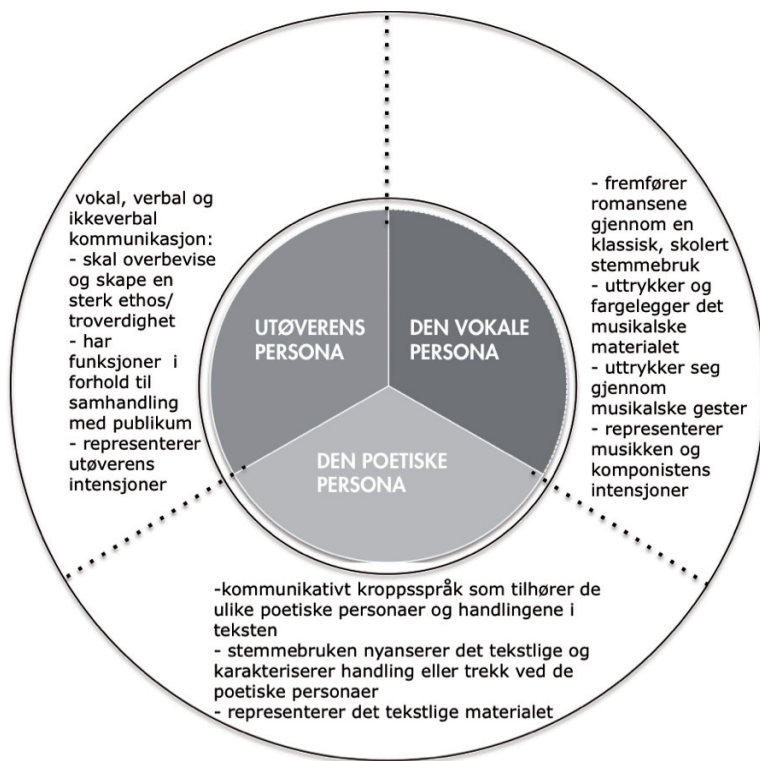 vokal, verbal og
ikkeverbal
kommunikasjon:
- skal overbevise
og skape en
sterk ethos/
troverdighet
- har
funksjoner i
forhold til
samhandling
med publikum
- representerer
utøverens
intensjoner
UTØVERENS
PERSONA
DEN VOKALE
PERSONA
DEN POETISKE
PERSONA
- fremfører
romansene
gjennom en
klassisk, skolert
stemmebruk
- uttrykker og
fargelegger det
musikalske
materialet
- uttrykker seg
gjennom
musikalske gester
- representerer
musikken og
komponistens
intensjoner
-kommunikativt kroppsspråk som tilhører de
ulike poetiske personaer og handlingene i
teksten
- stemmebruken nyanserer det tekstlige og
karakteriserer handling eller trekk ved de
poetiske personaer
- representerer det tekstlige materialet